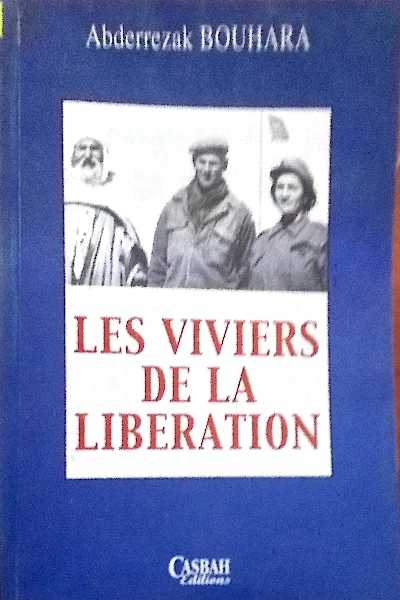 Abderrezak BOUHARA
LES VIVIERS
DE LA
LIBERATION
CASBAH
Editions